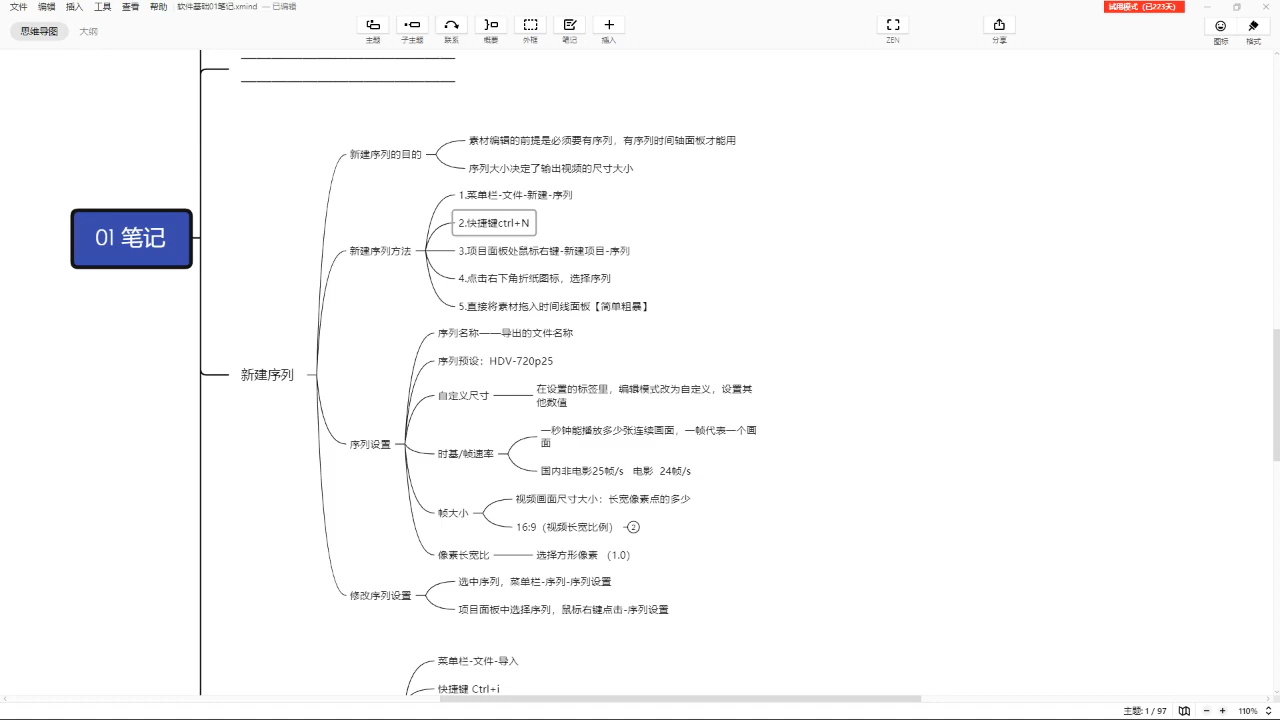 文件 编辑 插入 工具 查看 帮助 软件基础01笔记.xmind — 已编辑 试用模式 (已223天)
思维导图 大纲 主题 子主题 联系 概要 外框 笔记 插入 ZEN 分享 图标 格式
新建序列的目的
素材编辑的前提是必须要有序列，有序列时间轴面板才能用
序列大小决定了输出视频的尺寸大小
01 笔记
新建序列
新建序列方法
1.菜单栏-文件-新建-序列
2.快捷键ctrl+N
3.项目面板处鼠标右键-新建项目-序列
4.点击右下角折纸图标，选择序列
5.直接将素材拖入时间线面板【简单粗暴】
序列设置
序列名称——导出的文件名称
序列预设：HDV-720p25
自定义尺寸
在设置的标签里，编辑模式改为自定义，设置其
他数值
时基/帧速率
一秒钟能播放多少张连续画面，一帧代表一个画
面
国内非电影25帧/s 电影 24帧/s
帧大小
视频画面尺寸大小：长宽像素点的多少
16:9（视频长宽比例） 2
像素长宽比
选择方形像素 （1.0）
修改序列设置
选中序列，菜单栏-序列-序列设置
项目面板中选择序列，鼠标右键点击-序列设置
菜单栏-文件-导入
快捷键 Ctrl+i
主题: 1 / 97 110%